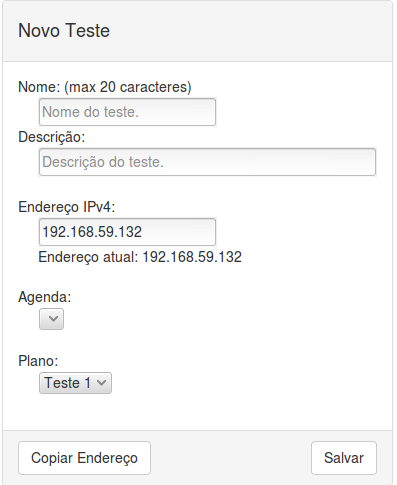 Novo Teste
Nome: (max 20 caracteres)
Nome do teste.
Descrição:
Descrição do teste.
Endereço IPv4:
192.168.59.132
Endereço atual: 192.168.59.132
Agenda:
Plano:
Teste 1
Copiar Endereço
Salvar